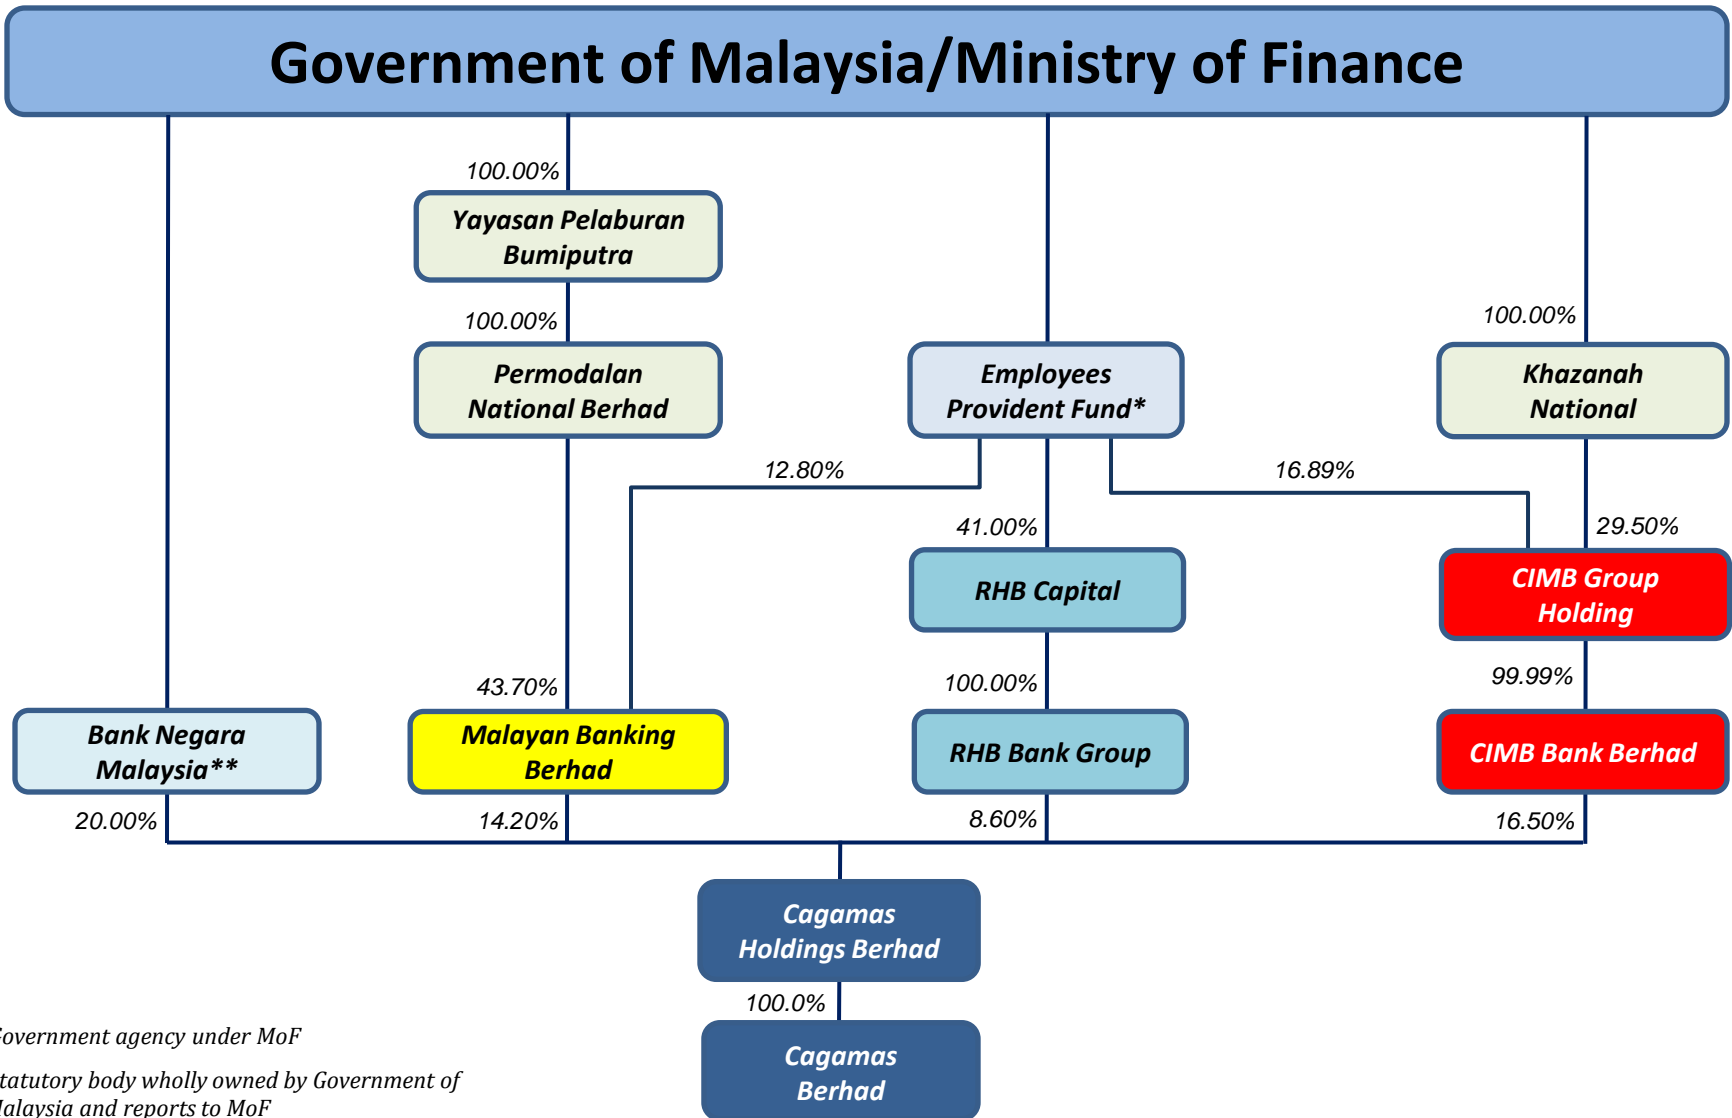 Government of Malaysia/Ministry of Finance
100.00%
Yayasan Pelaburan
Bumiputra
100.00%
100.00%
Permodalan
National Berhad
Employees
Provident Fund*
Khazanah
National
12.80%
16.89%
41.00%
29.50%
RHB Capital
CIMB Group
Holding
43.70%
100.00%
99.99%
Bank Negara
Malaysia**
Malayan Banking
Berhad
RHB Bank Group
CIMB Bank Berhad
20.00%
14.20%
8.60%
16.50%
Cagamas
Holdings Berhad
100.0%
Cagamas
Berhad
Government agency under MoF
tatutory body wholly owned by Government of
Malaysia and reports to MoF